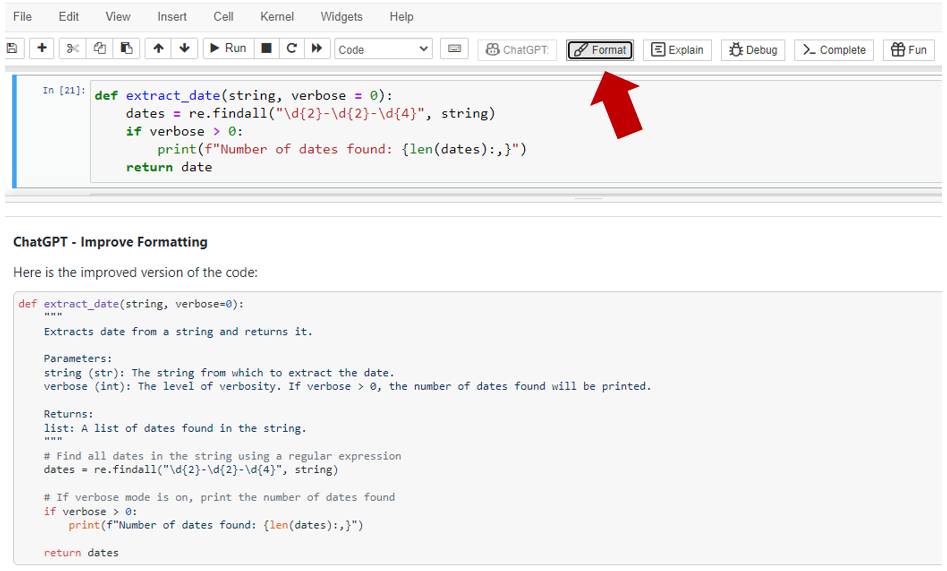 File Edit View Insert Cell Kernel Widgets Help
Run Code ChatGPT: Format Explain Debug Complete Fun
In [21]: def extract_date(string, verbose = 0):
    dates = re.findall("\d{2}-\d{2}-\d{4}", string)
    if verbose > 0:
        print(f"Number of dates found: {len(dates):,}")
    return date
ChatGPT - Improve Formatting
Here is the improved version of the code:
def extract_date(string, verbose=0):
    """
    Extracts date from a string and returns it.
    Parameters:
    string (str): The string from which to extract the date.
    verbose (int): The level of verbosity. If verbose > 0, the number of dates found will be printed.
    Returns:
    list: A list of dates found in the string.
    """
    # Find all dates in the string using a regular expression
    dates = re.findall("\d{2}-\d{2}-\d{4}", string)
    # If verbose mode is on, print the number of dates found
    if verbose > 0:
        print(f"Number of dates found: {len(dates):,}")
    return dates